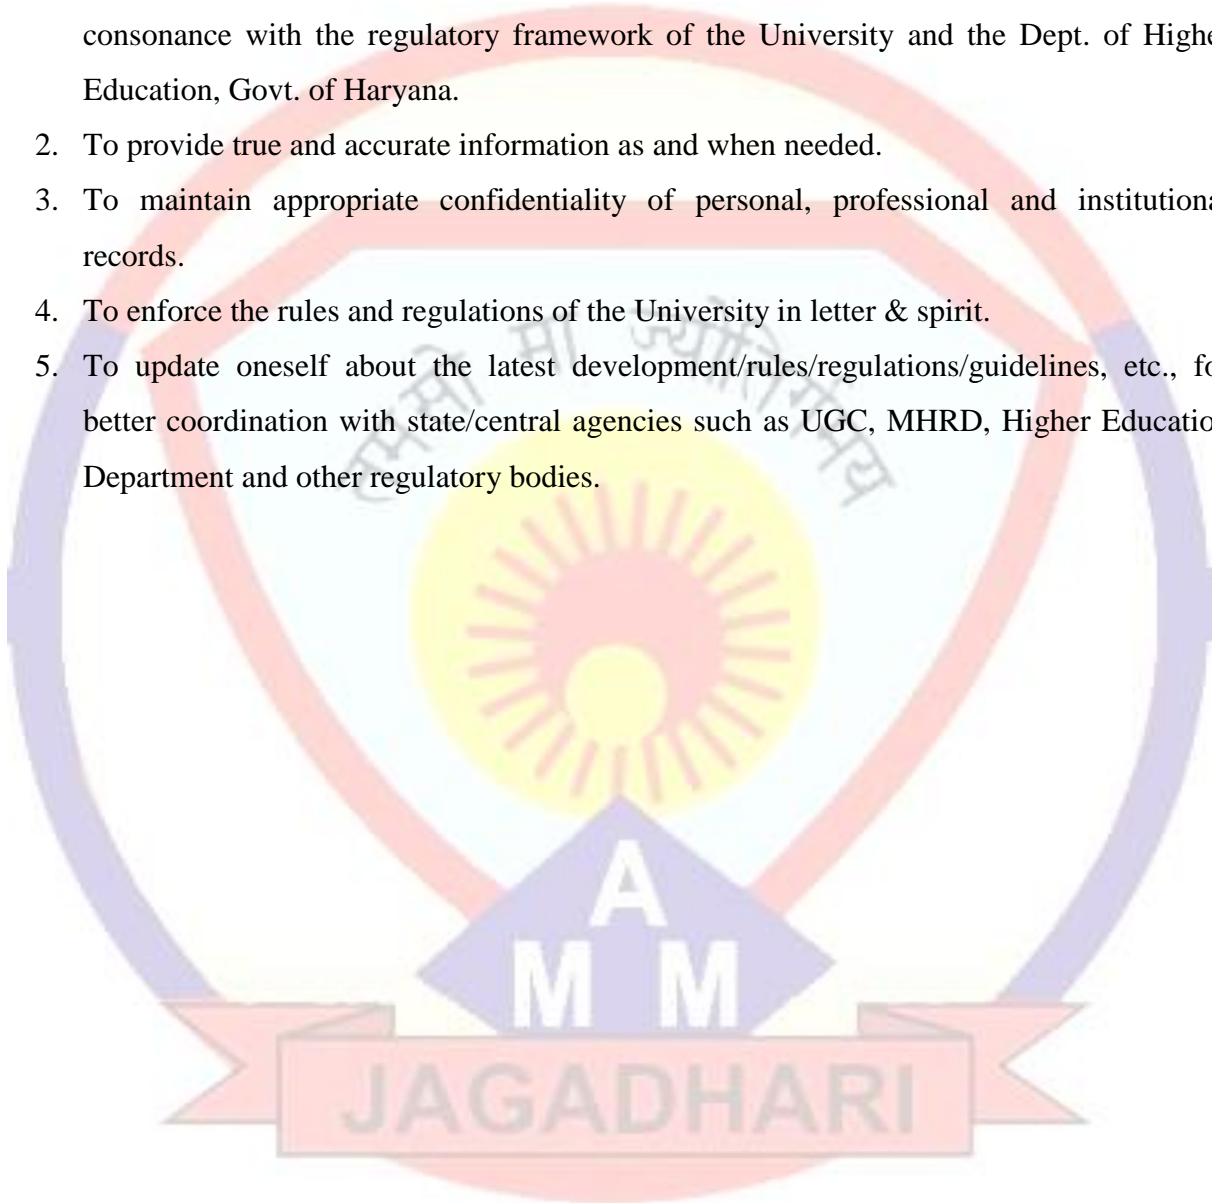 consonance with the regulatory framework of the University and the Dept. of Highe
Education, Govt. of Haryana.
2. To provide true and accurate information as and when needed.
3. To maintain appropriate confidentiality of personal, professional and institutiona
records.
4. To enforce the rules and regulations of the University in letter & spirit.
5. To update oneself about the latest development/rules/regulations/guidelines, etc., fo
better coordination with state/central agencies such as UGC, MHRD, Higher Educatio
Department and other regulatory bodies.
तमसो मा ज्योतिर्गमय
A
M M
JAGADHARI